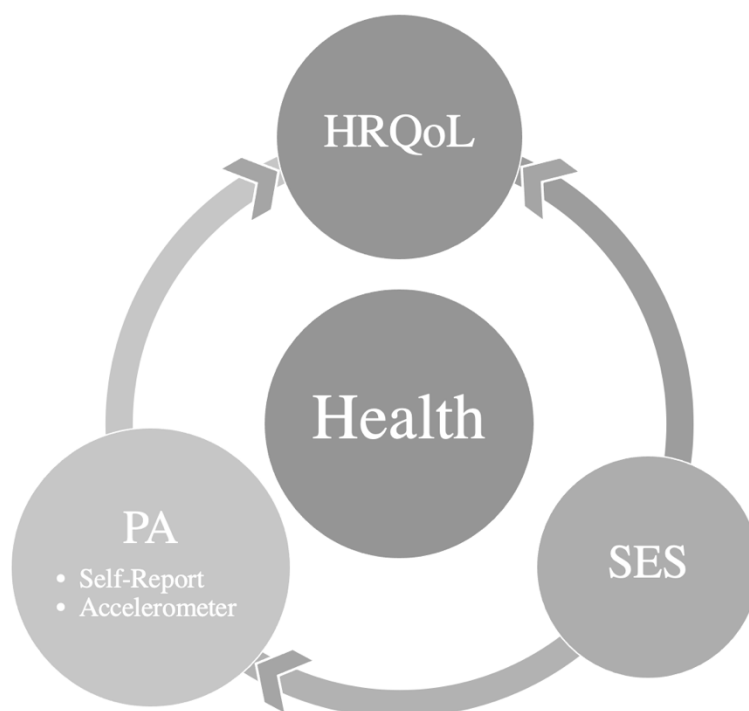 HRQoL
Health
PA
• Self-Report
• Accelerometer
SES